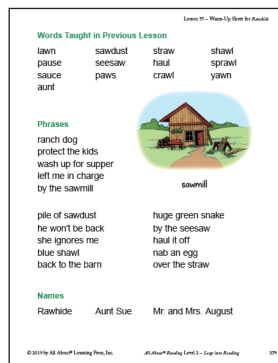 Lesson 55 – Warm-Up Sheet for Rawhide
Words Taught in Previous Lesson
lawn sawdust straw shawl
pause seesaw haul sprawl
sauce paws crawl yawn
aunt
Phrases
ranch dog
protect the kids
wash up for supper
left me in charge
by the sawmill
sawmill
pile of sawdust
he won't be back
she ignores me
blue shawl
back to the barn
huge green snake
by the seesaw
haul it off
nab an egg
over the straw
Names
Rawhide Aunt Sue Mr. and Mrs. August
© 2019 by All About® Learning Press, Inc. All About® Reading Level 2 – Leap into Reading 379